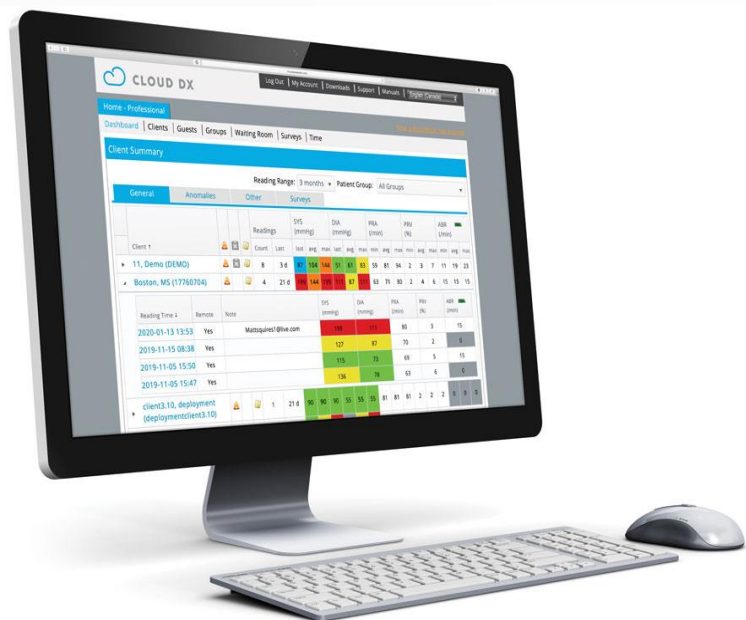 CLOUD DX
Log Out | My Account | Downloads | Support | Manuals | English (Canada)
Home - Professional
Dashboard | Clients | Guests | Groups | Waiting Room | Surveys | Time
Client Summary
Reading Range: 3 months Patient Group: All Groups
General Anomalies Other Surveys
Readings SYS (mmHg) DIA (mmHg) PRA (/min) PRV (%) ABR (/min)
Client ↑ Count Last last avg max last avg max min avg max min avg max min avg max
11, Demo (DEMO) 8 3 d 87 104 144 51 61 83 59 81 94 2 3 7 11 19 23
Boston, MS (17760704) 4 21 d 144 87 63 71 80 2 4 6 15 15 15
Reading Time ↓ Remote Note SYS (mmHg) DIA (mmHg) PRA (/min) PRV (%) ABR (/min)
2020-01-13 13:53 Yes Mattsquires1@live.com 80 3 15
2019-11-15 08:38 Yes 127 87 70 2 0
2019-11-05 15:50 Yes 115 73 69 5 15
2019-11-05 15:47 Yes 136 78 63 6 0
client3.10, deployment 1 21 d 90 90 90 55 55 55 81 81 81 2 2 2 0 0 0
(deploymentclient3.10)